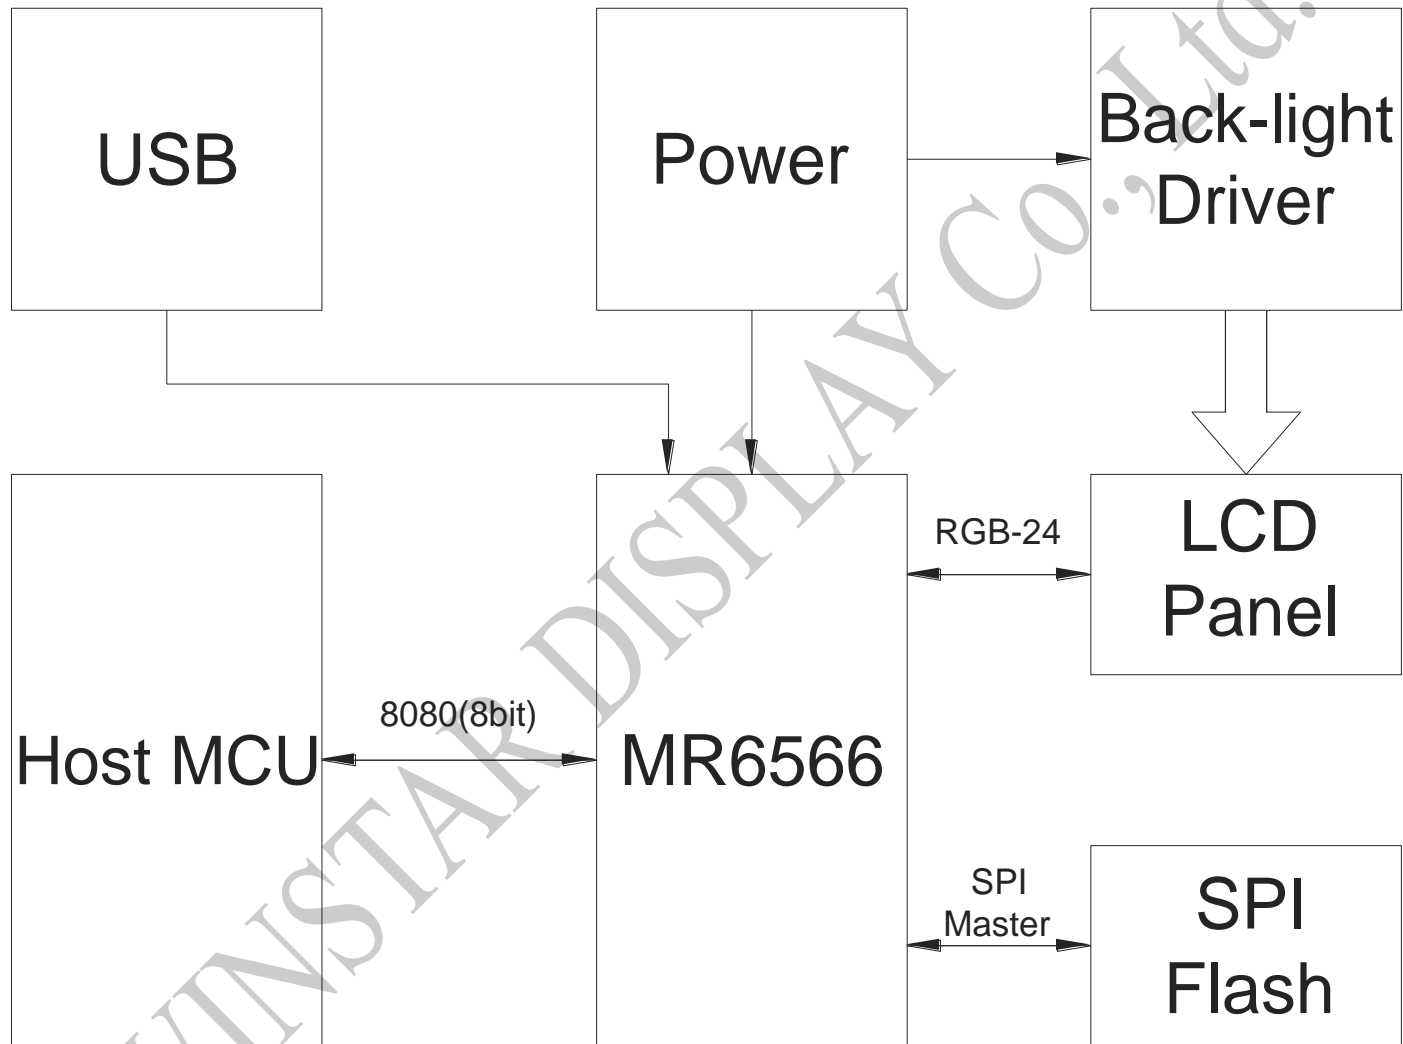 USB
Power
Back-light
Driver
RGB-24
LCD
Panel
8080(8bit)
Host MCU
MR6566
SPI
Master
SPI
Flash
WINSTAR DISPLAY Co., Ltd.